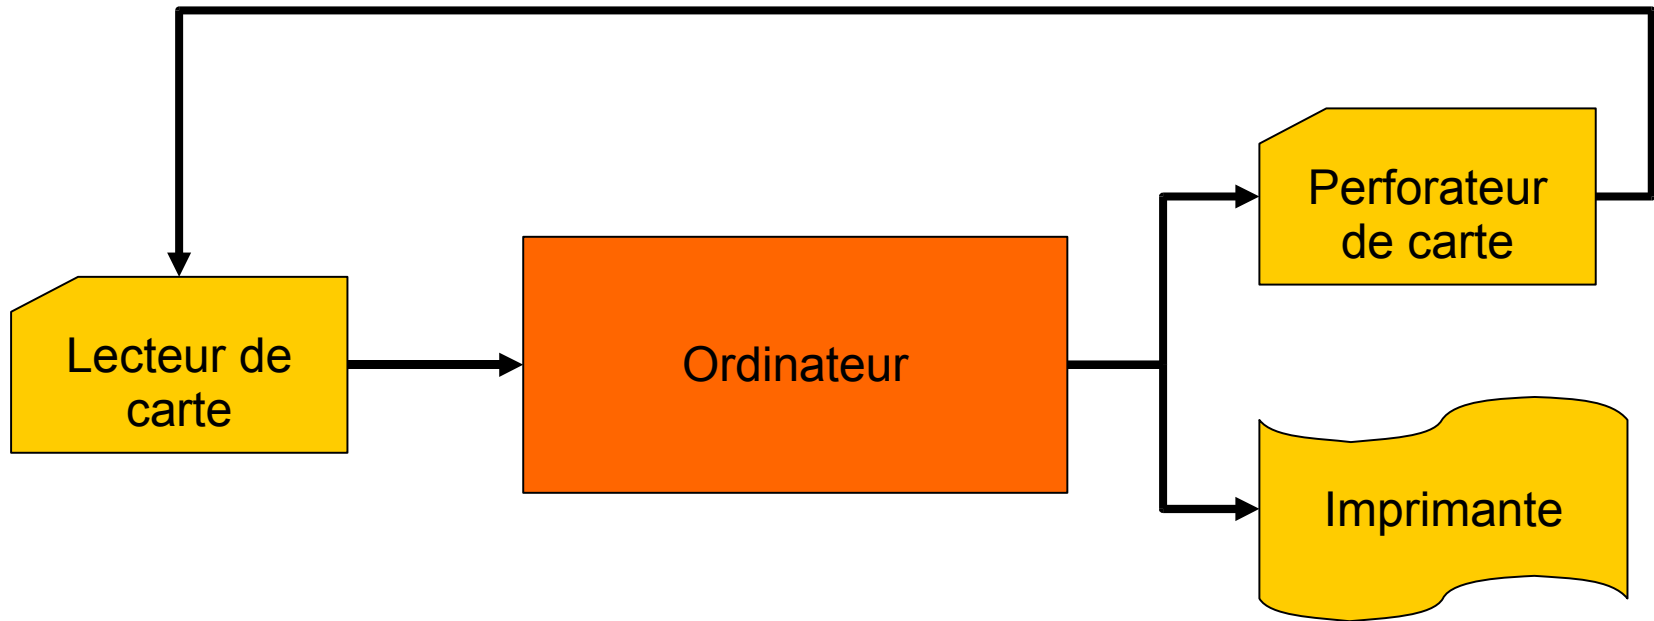 Perforateur
de carte
Lecteur de
carte
Ordinateur
Imprimante